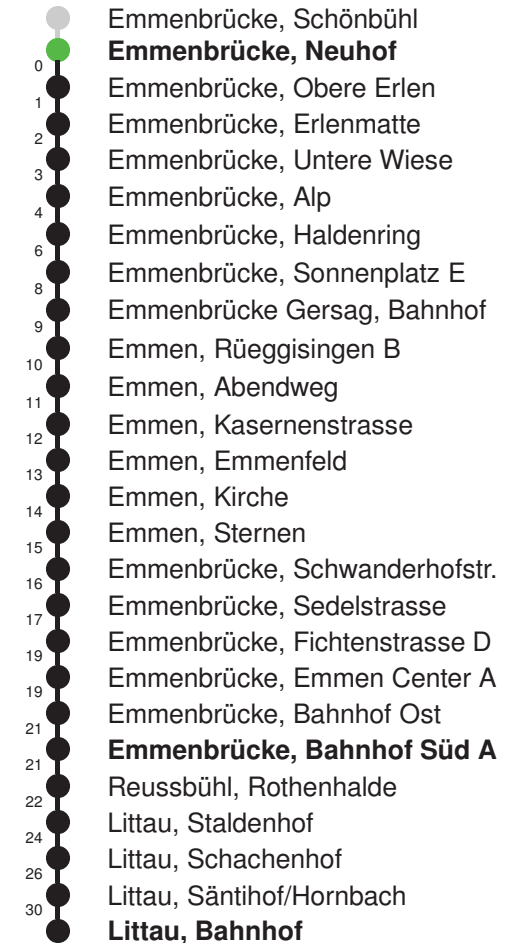 Emmenbrücke, Schönbühl
Emmenbrücke, Neuhof
0
Emmenbrücke, Obere Erlen
1
Emmenbrücke, Erlenmatte
2
Emmenbrücke, Untere Wiese
3
Emmenbrücke, Alp
4
Emmenbrücke, Haldenring
6
Emmenbrücke, Sonnenplatz E
8
Emmenbrücke Gersag, Bahnhof
9
Emmen, Rüeggisingen B
10
Emmen, Abendweg
11
Emmen, Kasernenstrasse
12
Emmen, Emmenfeld
13
Emmen, Kirche
14
Emmen, Sternen
15
Emmenbrücke, Schwanderhofstr.
16
Emmenbrücke, Sedelstrasse
17
Emmenbrücke, Fichtenstrasse D
19
Emmenbrücke, Emmen Center A
19
Emmenbrücke, Bahnhof Ost
21
Emmenbrücke, Bahnhof Süd A
21
Reussbühl, Rothenhalde
22
Littau, Staldenhof
24
Littau, Schachenhof
26
Littau, Säntihof/Hornbach
30
Littau, Bahnhof